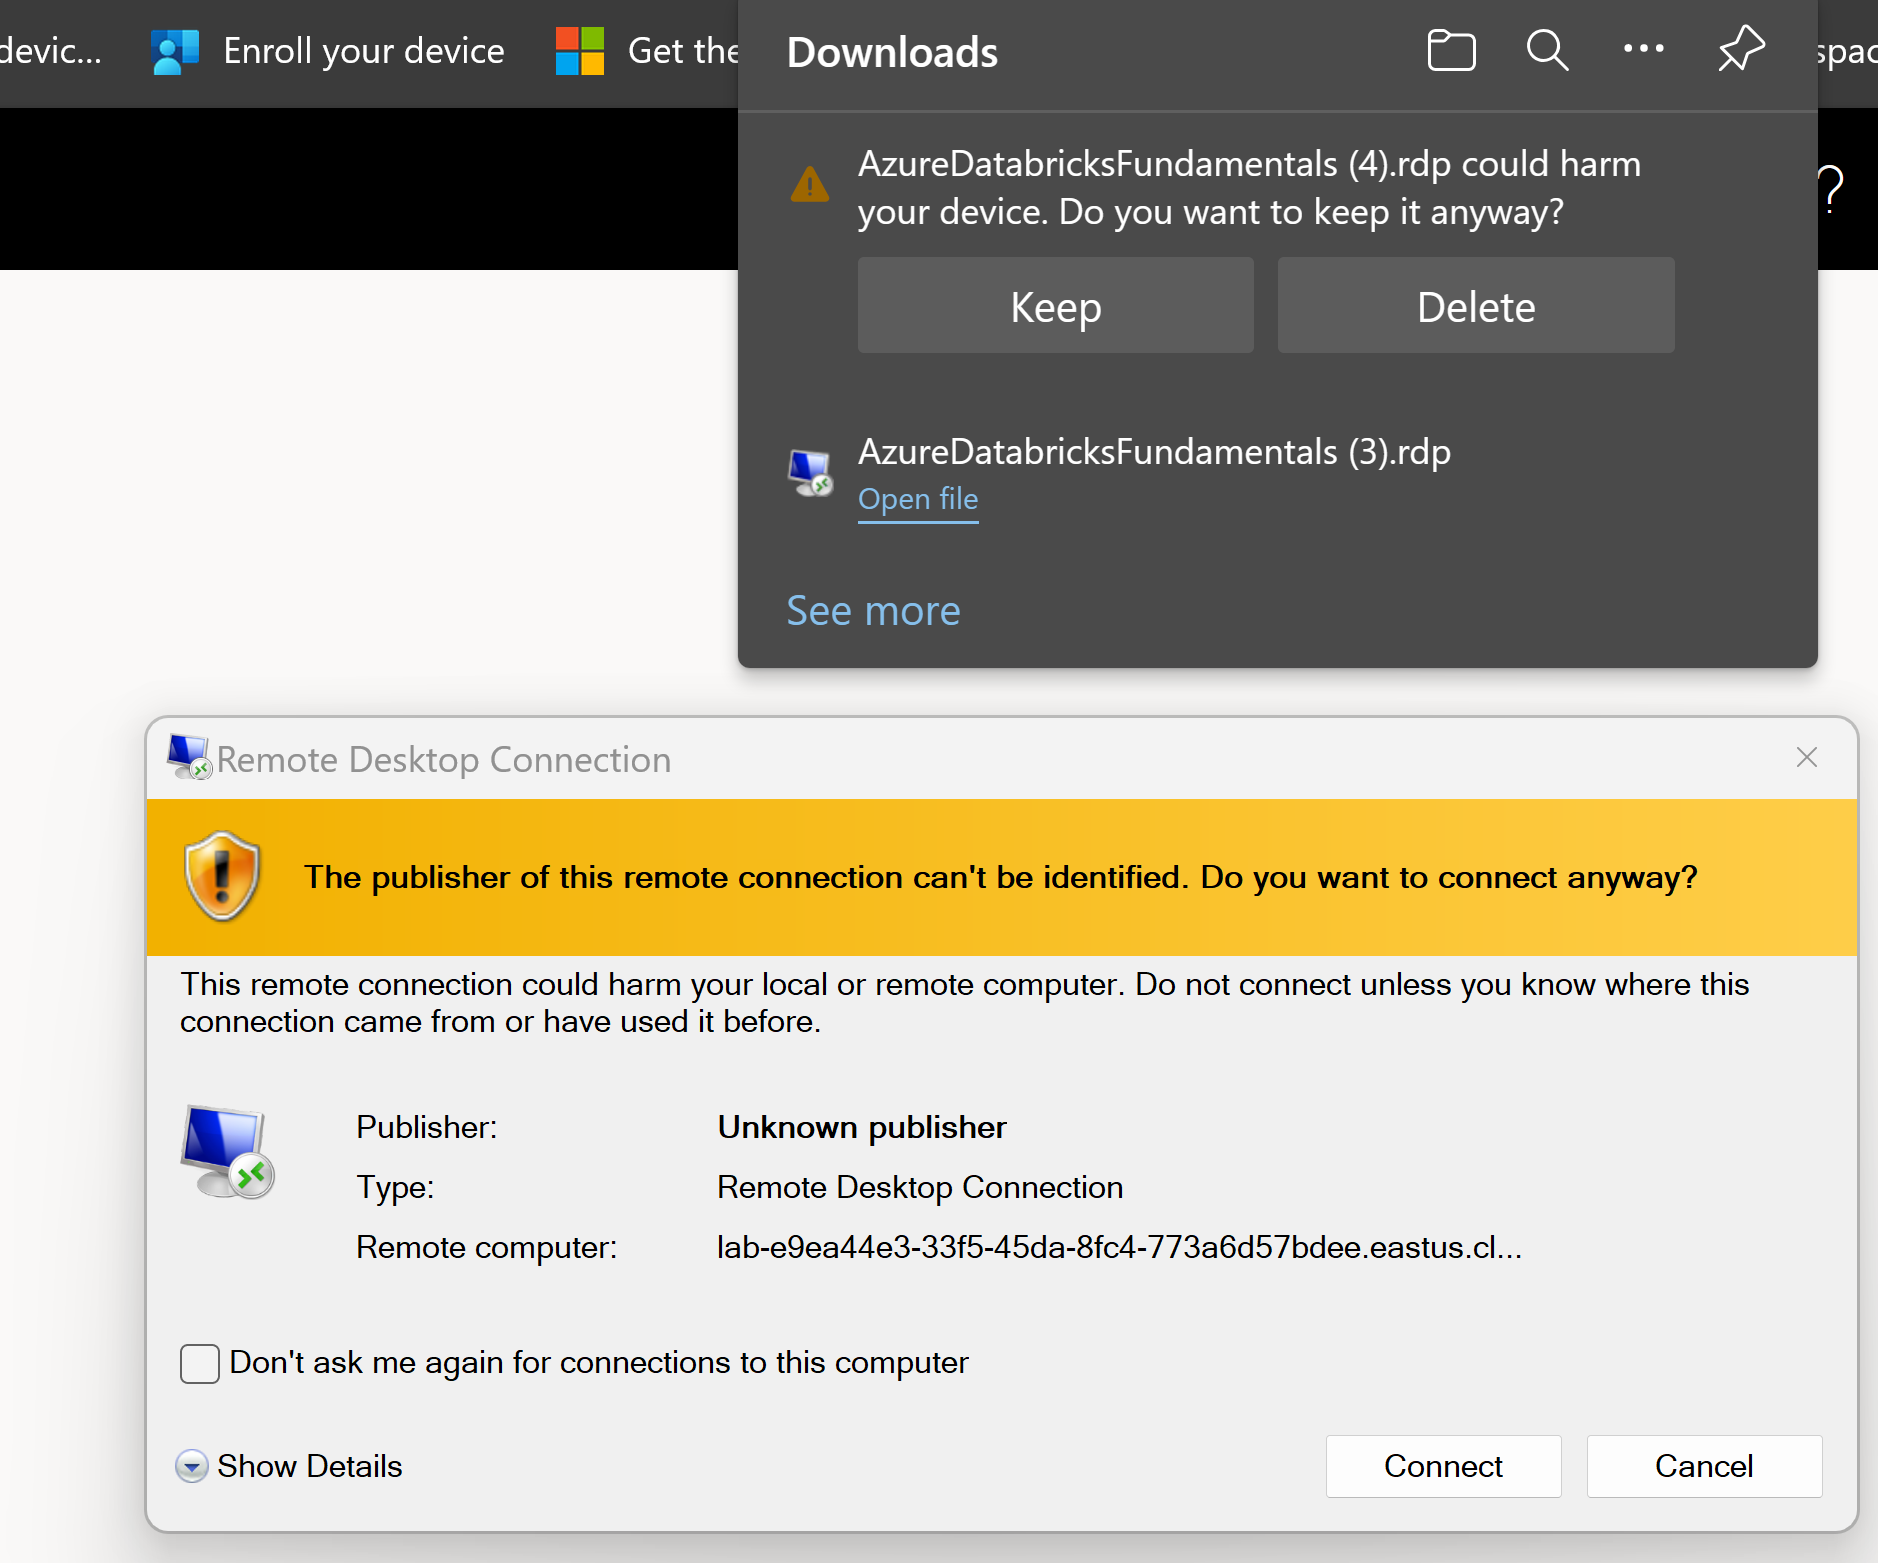 devic...
Enroll your device
Get the
Downloads
spac
AzureDatabricksFundamentals (4).rdp could harm
your device. Do you want to keep it anyway?
?
Keep
Delete
AzureDatabricksFundamentals (3).rdp
Open file
See more
Remote Desktop Connection
The publisher of this remote connection can't be identified. Do you want to connect anyway?
This remote connection could harm your local or remote computer. Do not connect unless you know where this
connection came from or have used it before.
Publisher:
Unknown publisher
Type:
Remote Desktop Connection
Remote computer:
lab-e9ea44e3-33f5-45da-8fc4-773a6d57bdee.eastus.cl...
Don't ask me again for connections to this computer
Show Details
Connect
Cancel